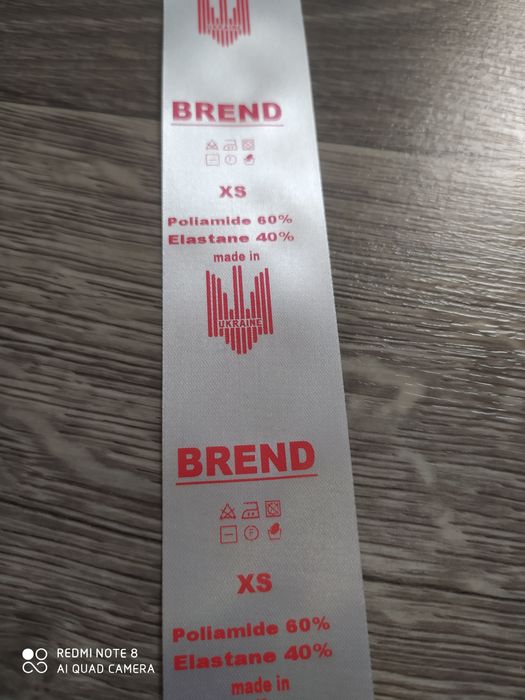 UKRAINE
BREND
XS
Poliamide 60%
Elastane 40%
made in
UKRAINE
BREND
F
XS
Poliamide 60%
Elastane 40%
made in
REDMI NOTE 8
AI QUAD CAMERA